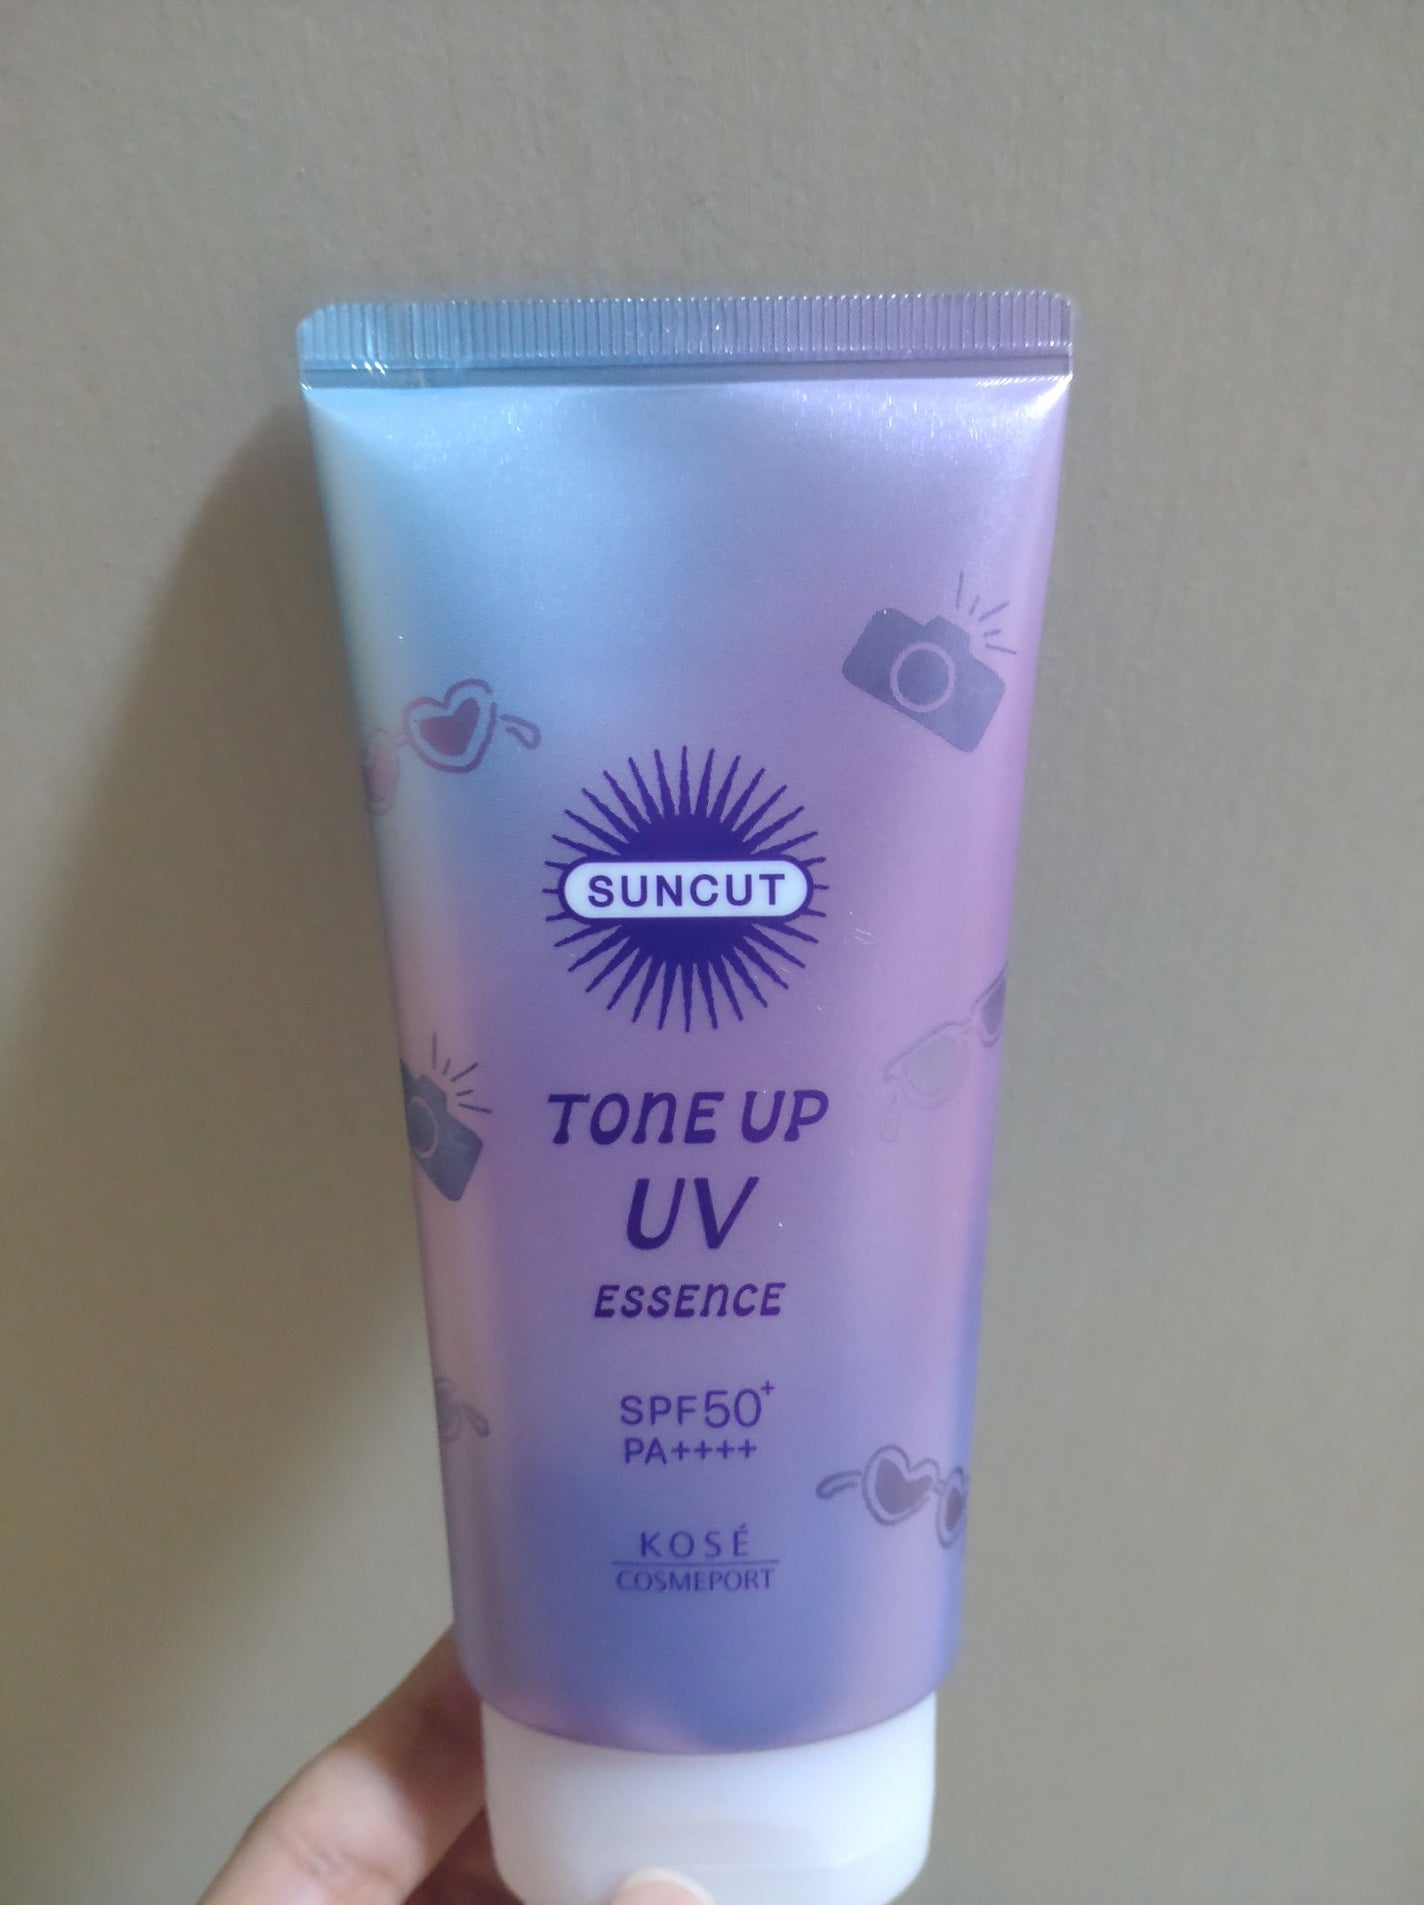 SUNCUT
TONE UP
UV
ESSENCE
SPF50+
PA++++
KOSÉ
COSMEPORT